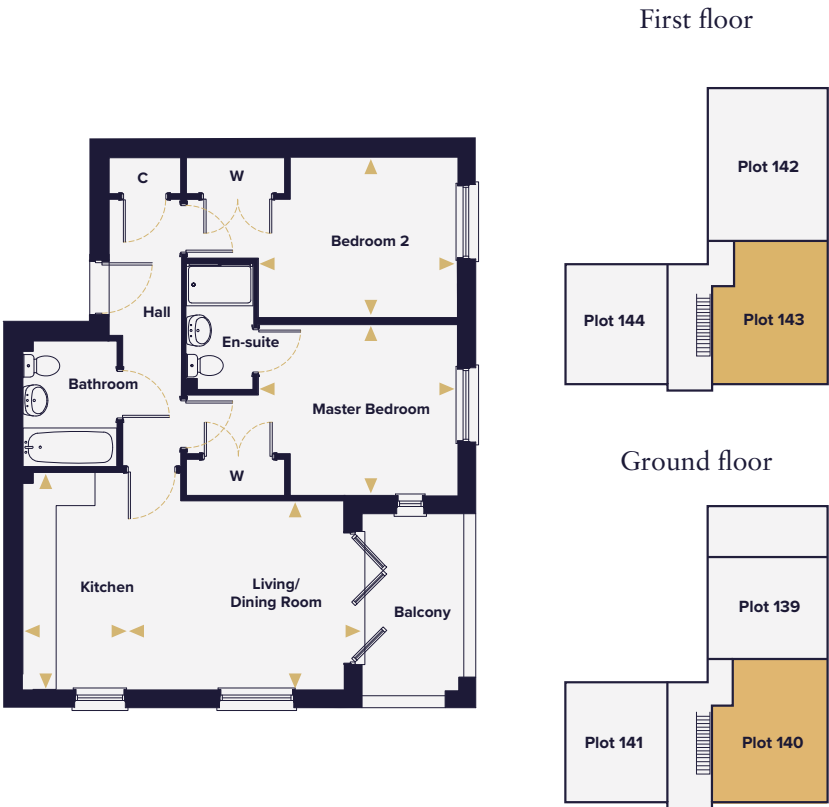 First floor
C
W
Bedroom 2
Hall
En-suite
Bathroom
Master Bedroom
W
Kitchen
Living/
Dining Room
Balcony
Plot 142
Plot 144
Plot 143
Ground floor
Plot 139
Plot 141
Plot 140